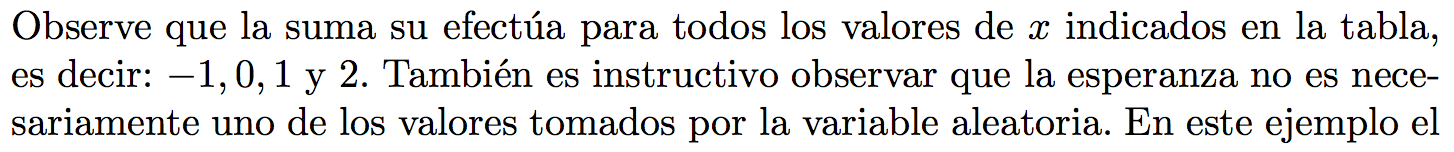 Observe que la suma su efectúa para todos los valores de x indicados en la tabla,
es decir: −1, 0, 1 y 2. También es instructivo observar que la esperanza no es nece-
sariamente uno de los valores tomados por la variable aleatoria. En este ejemplo el